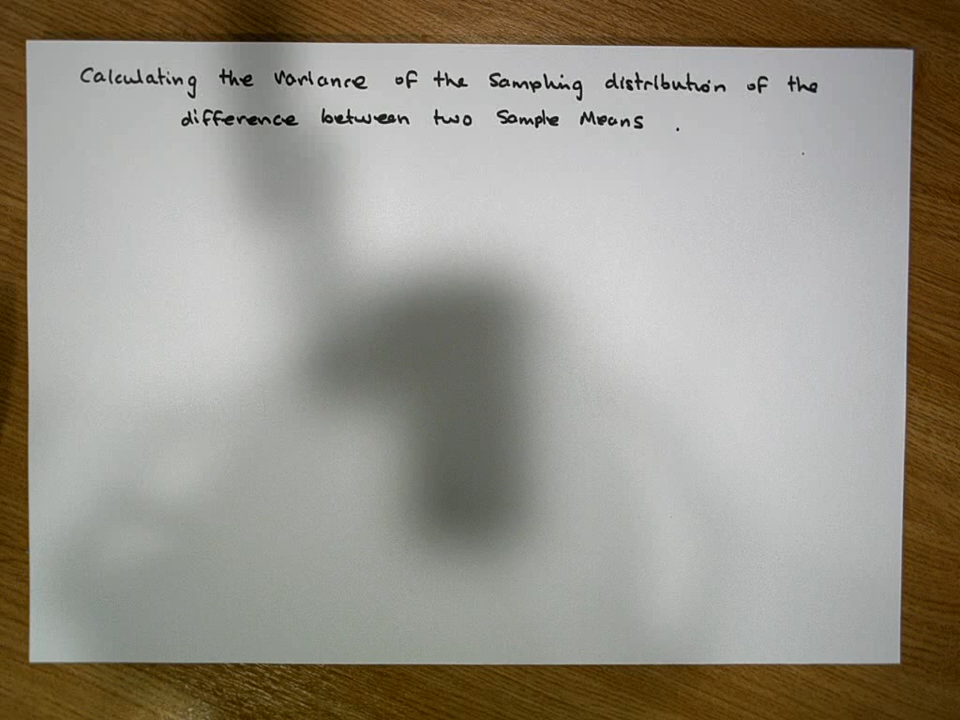 Calculating the variance of the Sampling distribution of the
difference between two Sample Means .